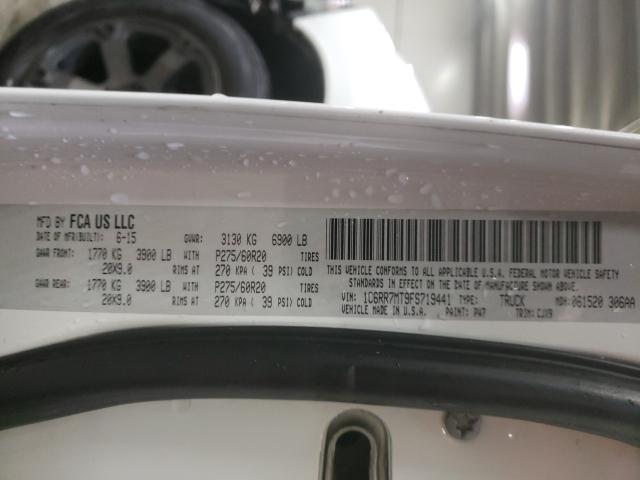 MFD BY FCA US LLC
DATE OF MFR(BUILT): 6-15 GVWR: 3130 KG 6900 LB
GAWR FRONT: 1770 KG 3900 LB WITH P275/60R20 TIRES
20X9.0 RIMS AT 270 KPA ( 39 PSI) COLD
GAWR REAR: 1770 KG 3900 LB WITH P275/60R20 TIRES
20X9.0 RIMS AT 270 KPA ( 39 PSI) COLD
THIS VEHICLE CONFORMS TO ALL APPLICABLE U.S.A. FEDERAL MOTOR VEHICLE SAFETY
STANDARDS IN EFFECT ON THE DATE OF MANUFACTURE SHOWN ABOVE.
VIN: 1C6RR7MT9FS719441 TYPE: TRUCK MDH: 061520 306AA
VEHICLE MADE IN U.S.A. PAINT: PW7 TRIM: CJX9